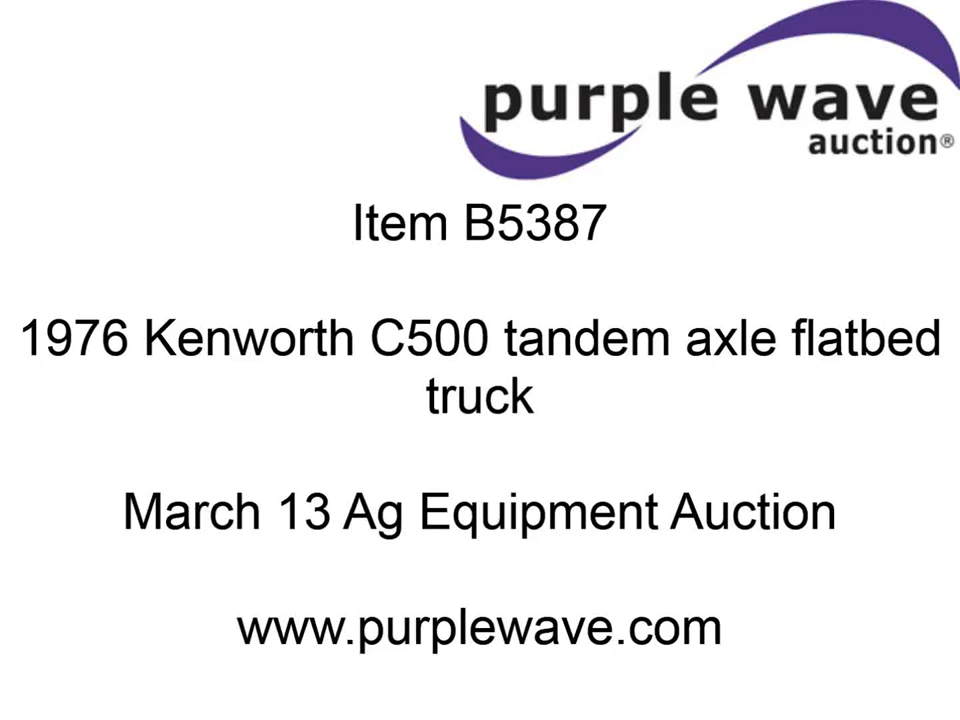 purple wave
auction®
Item B5387
1976 Kenworth C500 tandem axle flatbed
truck
March 13 Ag Equipment Auction
www.purplewave.com